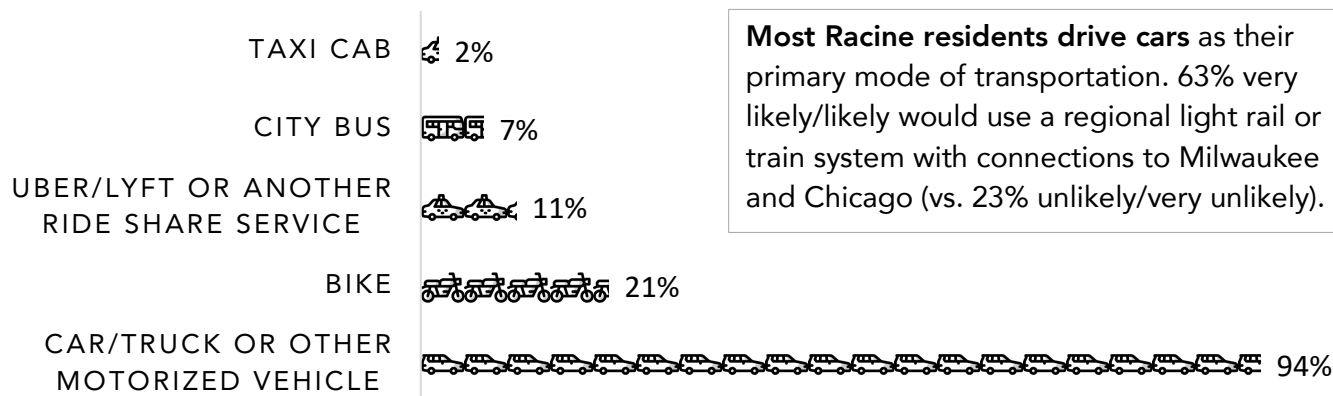 TAXI CAB 2%
CITY BUS 7%
UBER/LYFT OR ANOTHER
RIDE SHARE SERVICE 11%
BIKE 21%
CAR/TRUCK OR OTHER
MOTORIZED VEHICLE 94%
Most Racine residents drive cars as their
primary mode of transportation. 63% very
likely/likely would use a regional light rail or
train system with connections to Milwaukee
and Chicago (vs. 23% unlikely/very unlikely).